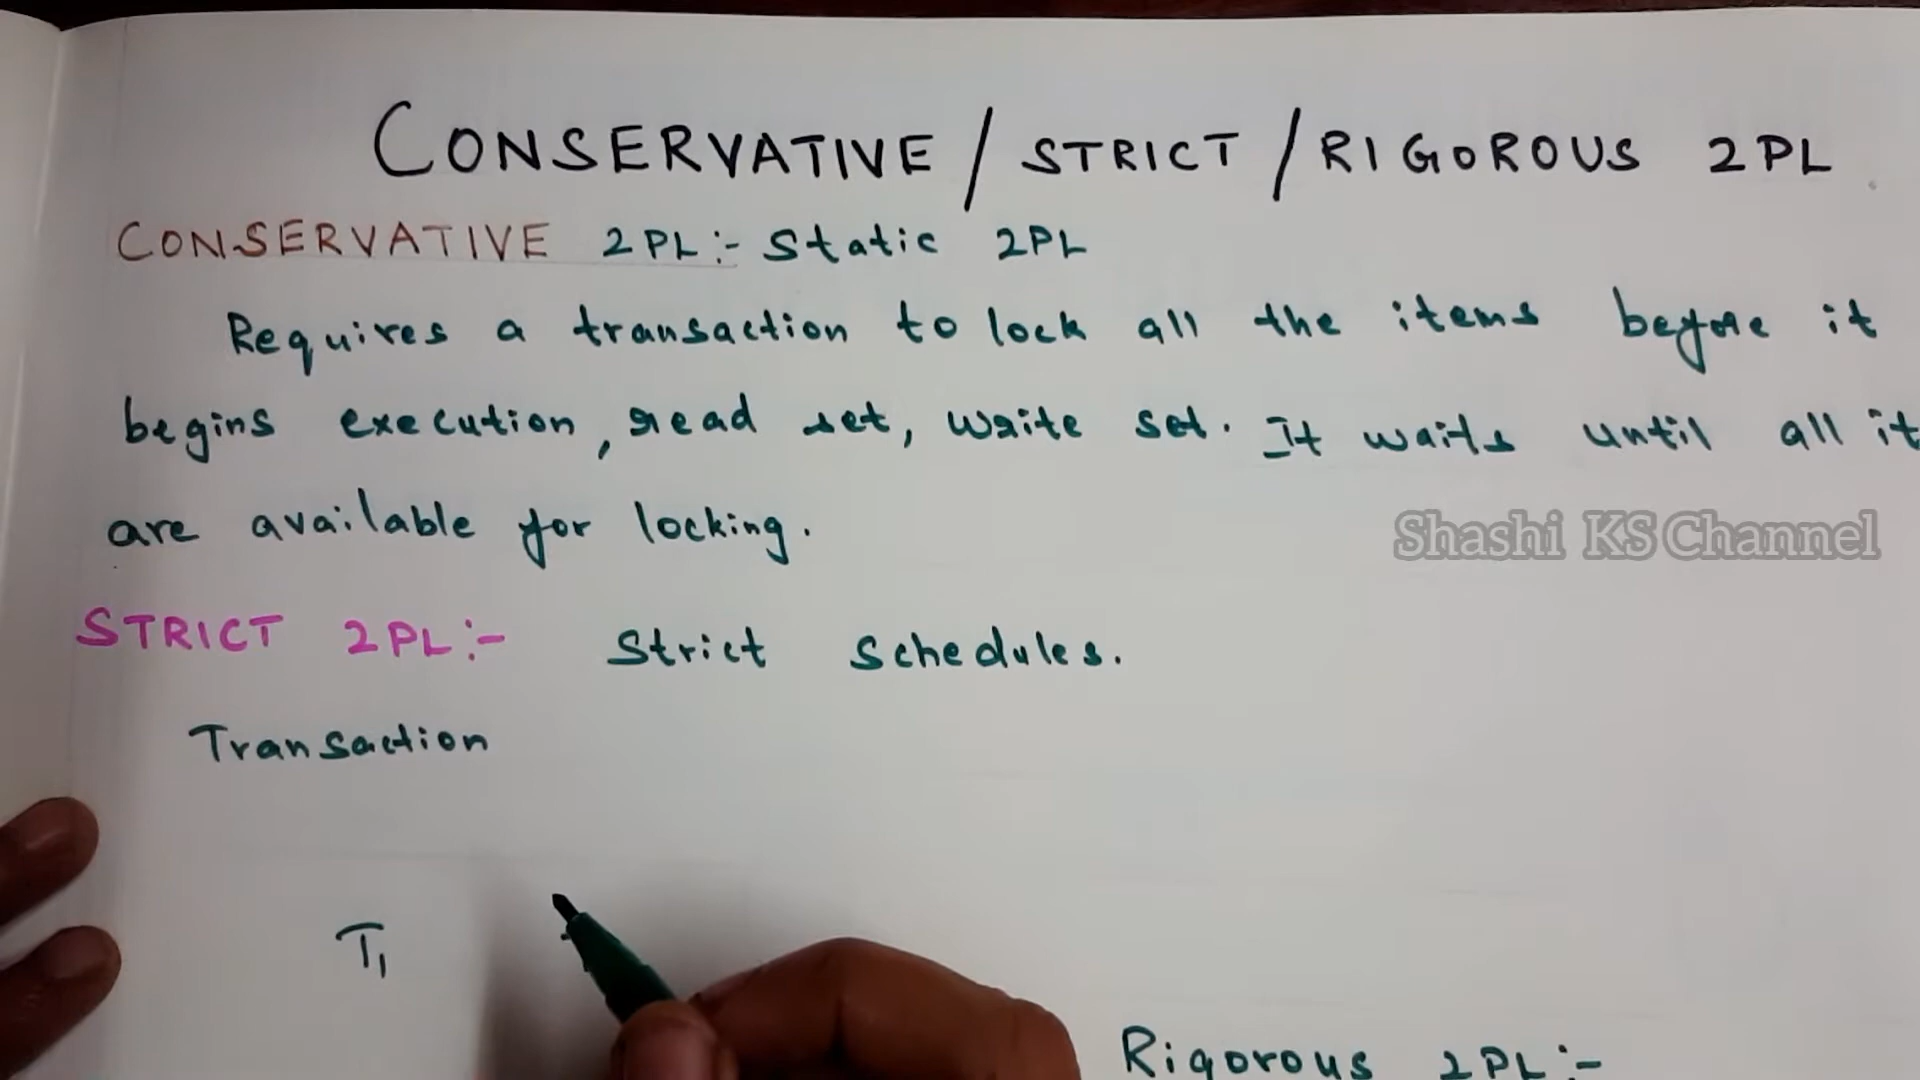 CONSERVATIVE / STRICT / RIGOROUS 2PL
CONSERVATIVE 2PL:- Static 2PL
Requires a transaction to lock all the items before it
begins execution, read set, write set. It waits until all it
are available for locking.
Shashi KS Channel
STRICT 2PL:- Strict Schedules.
Transaction
T1
Rigorous 2PL:-